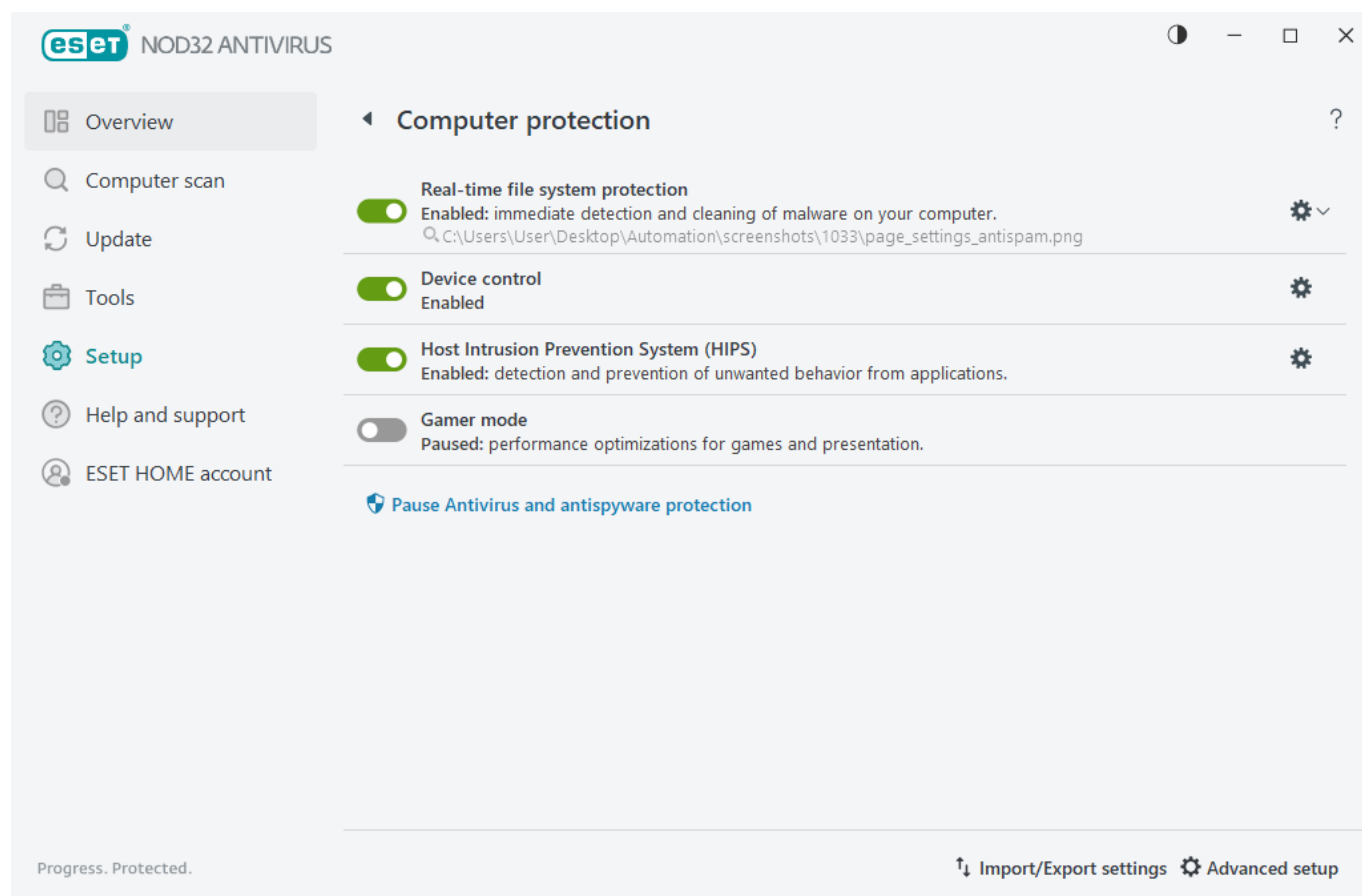 eset® NOD32 ANTIVIRUS
Overview
Computer scan
Update
Tools
Setup
Help and support
ESET HOME account
Computer protection
?
Real-time file system protection
Enabled: immediate detection and cleaning of malware on your computer.
C:\Users\User\Desktop\Automation\screenshots\1033\page_settings_antispam.png
Device control
Enabled
Host Intrusion Prevention System (HIPS)
Enabled: detection and prevention of unwanted behavior from applications.
Gamer mode
Paused: performance optimizations for games and presentation.
Pause Antivirus and antispyware protection
Progress. Protected.
Import/Export settings
Advanced setup